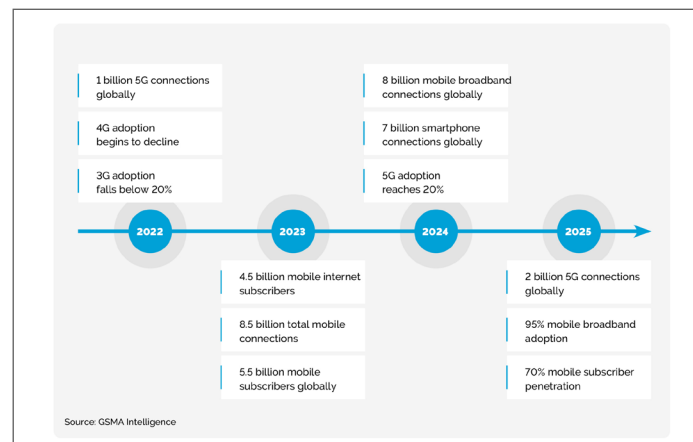 1 billion 5G connections
globally
4G adoption
begins to decline
3G adoption
falls below 20%
8 billion mobile broadband
connections globally
7 billion smartphone
connections globally
5G adoption
reaches 20%
2022
2023
2024
2025
4.5 billion mobile internet
subscribers
8.5 billion total mobile
connections
5.5 billion mobile
subscribers globally
2 billion 5G connections
globally
95% mobile broadband
adoption
70% mobile subscriber
penetration
Source: GSMA Intelligence